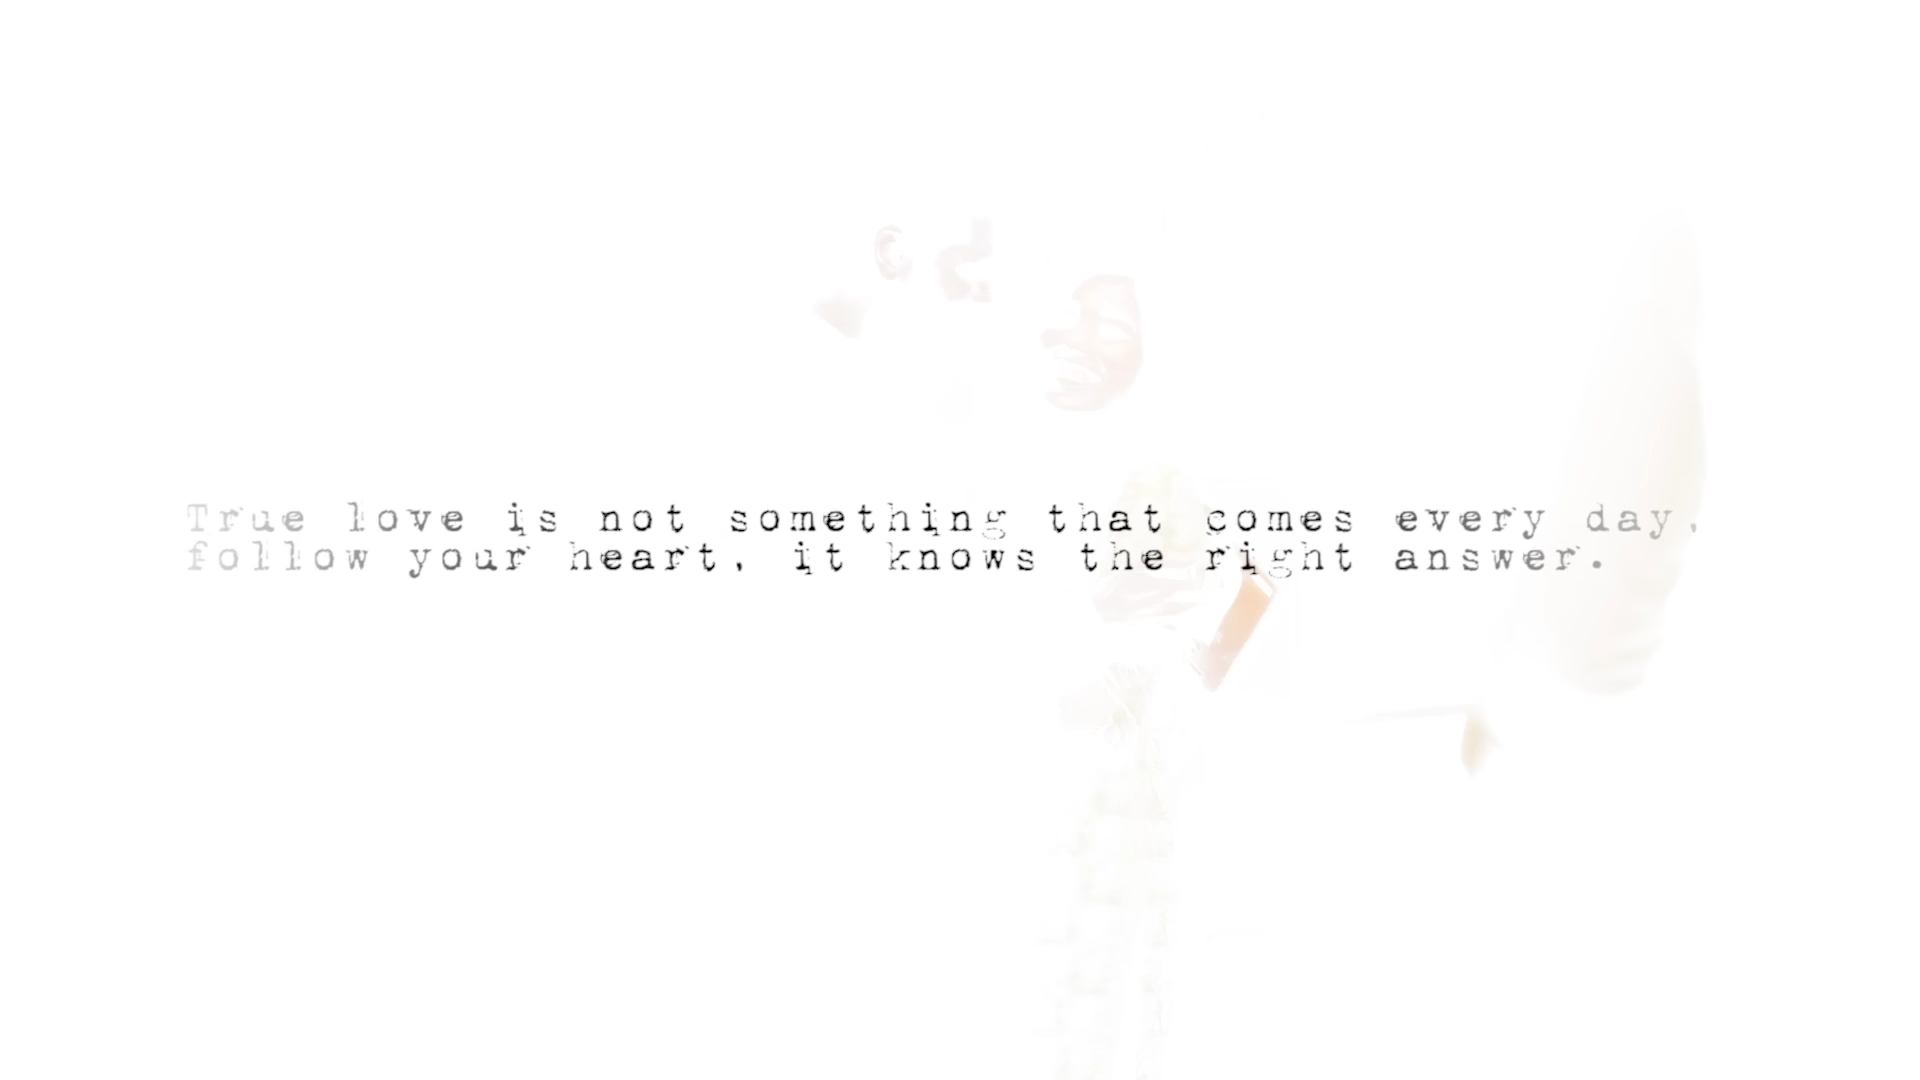 True love is not something that comes every day,
follow your heart, it knows the right answer.